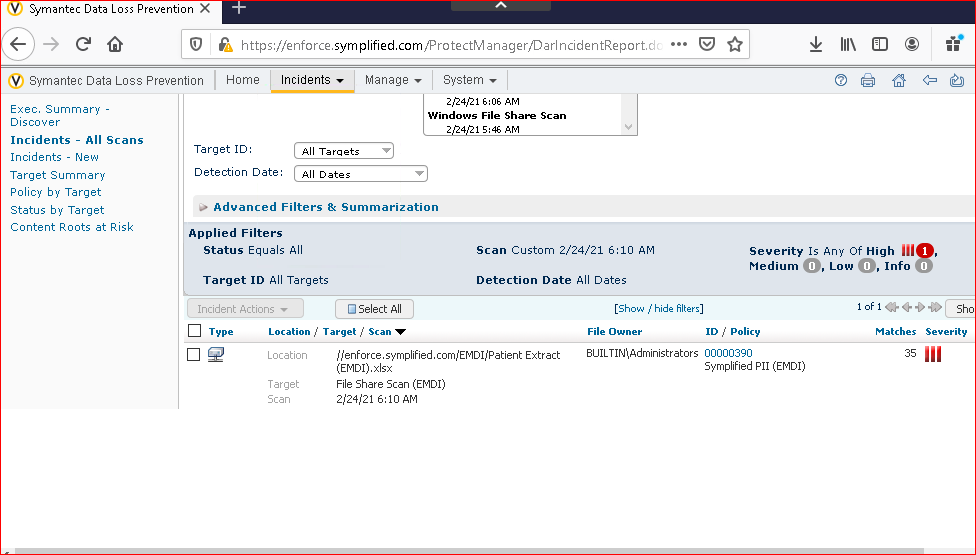 Symantec Data Loss Prevention
https://enforce.symplified.com/ProtectManager/DarIncidentReport.do
Symantec Data Loss Prevention Home Incidents Manage System
Exec. Summary -
Discover
Incidents - All Scans
Incidents - New
Target Summary
Policy by Target
Status by Target
Content Roots at Risk
2/24/21 6:06 AM
Windows File Share Scan
2/24/21 5:46 AM
Target ID: All Targets
Detection Date: All Dates
Advanced Filters & Summarization
Applied Filters
Status Equals All Scan Custom 2/24/21 6:10 AM Severity Is Any Of High 1,
Medium 0, Low 0, Info 0
Target ID All Targets Detection Date All Dates
Incident Actions Select All [Show / hide filters] 1 of 1 Sho
Type Location / Target / Scan File Owner ID / Policy Matches Severity
Location //enforce.symplified.com/EMDI/Patient Extract BUILTIN\Administrators 00000390 35
(EMDI).xlsx Symplified PII (EMDI)
Target File Share Scan (EMDI)
Scan 2/24/21 6:10 AM